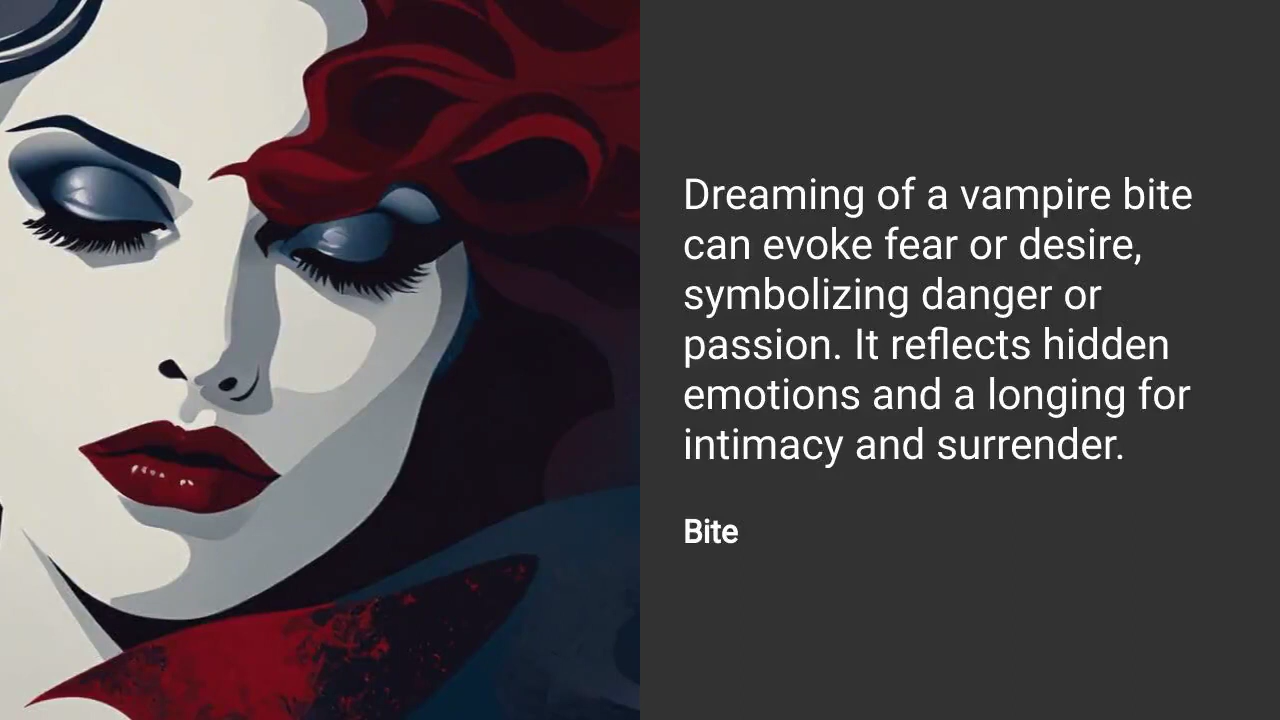 Dreaming of a vampire bite
can evoke fear or desire,
symbolizing danger or
passion. It reflects hidden
emotions and a longing for
intimacy and surrender.
Bite